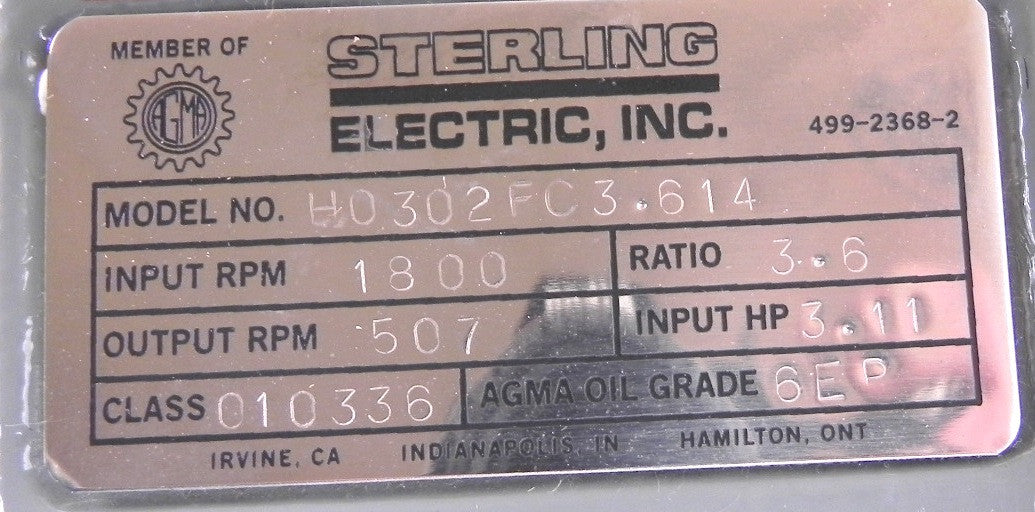 MEMBER OF
AGMA
STERLING
ELECTRIC, INC.
499-2368-2
MODEL NO. H0302FC3.614
INPUT RPM 1800 RATIO 3.6
OUTPUT RPM 507 INPUT HP 3.11
CLASS 010336 AGMA OIL GRADE 6EP
IRVINE, CA INDIANAPOLIS, IN HAMILTON, ONT